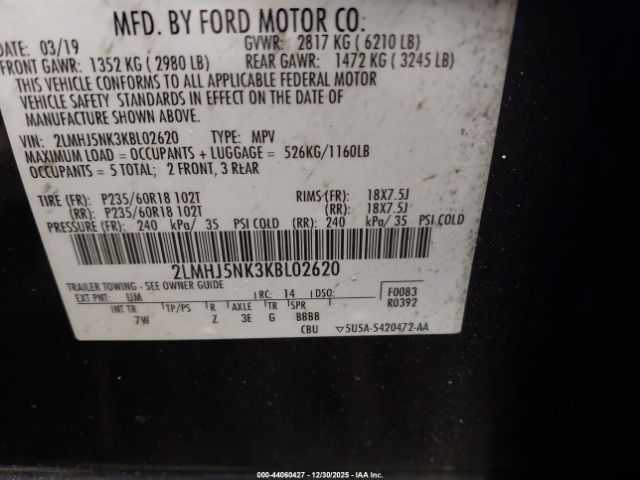 MFD. BY FORD MOTOR CO.
DATE: 03/19 GVWR: 2817 KG ( 6210 LB)
FRONT GAWR: 1352 KG ( 2980 LB) REAR GAWR: 1472 KG ( 3245 LB)
THIS VEHICLE CONFORMS TO ALL APPLICABLE FEDERAL MOTOR
VEHICLE SAFETY STANDARDS IN EFFECT ON THE DATE OF
MANUFACTURE SHOWN ABOVE.
VIN: 2LMHJ5NK3KBL02620 TYPE: MPV
MAXIMUM LOAD = OCCUPANTS + LUGGAGE = 526KG/1160LB
OCCUPANTS = 5 TOTAL; 2 FRONT, 3 REAR
TIRE (FR): P235/60R18 102T RIMS (FR): 18X7.5J
(RR): P235/60R18 102T (RR): 18X7.5J
PRESSURE (FR): 240 kPa/ 35 PSI COLD (RR): 240 kPa/ 35 PSI COLD
2LMHJ5NK3KBL02620
TRAILER TOWING - SEE OWNER GUIDE
EXT PNT: UM RC: 14 DSO: F0083
INT TR TP/PS R AXLE TR SPR R0392
7W Z 3E G BBBB
CBU ▽5U5A-5420472-AA
000-44060427 - 12/30/2025 - IAA Inc.